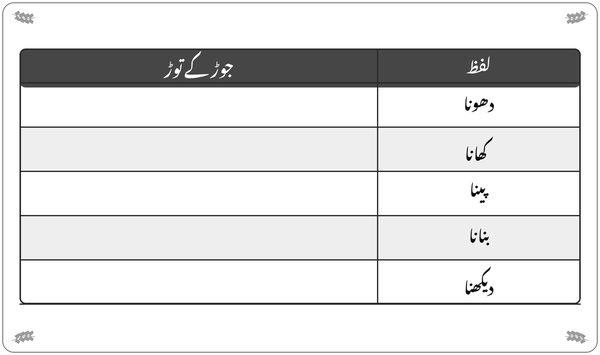 لفظ جوڑ کے توڑ
دھونا
کھانا
پینا
بنانا
دیکھنا